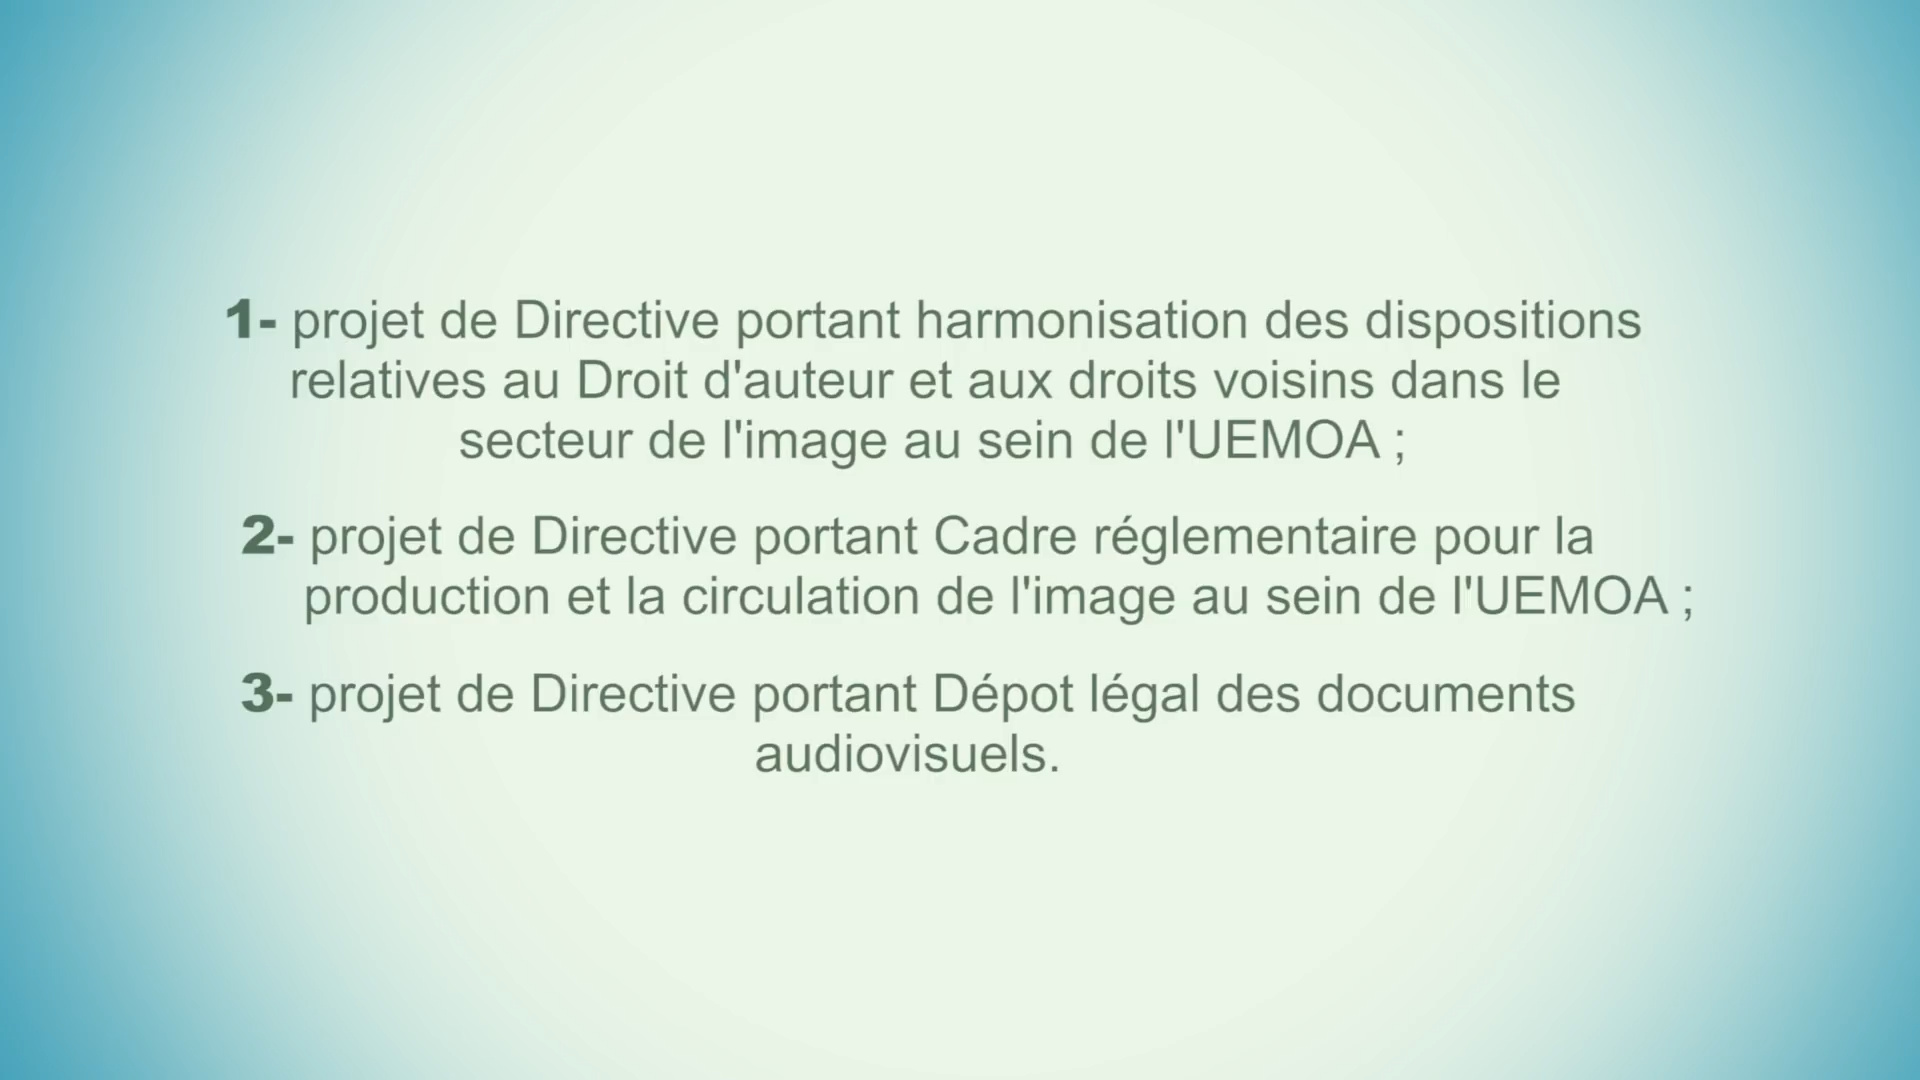 1- projet de Directive portant harmonisation des dispositions
relatives au Droit d'auteur et aux droits voisins dans le
secteur de l'image au sein de l'UEMOA ;
2- projet de Directive portant Cadre réglementaire pour la
production et la circulation de l'image au sein de l'UEMOA ;
3- projet de Directive portant Dépot légal des documents
audiovisuels.